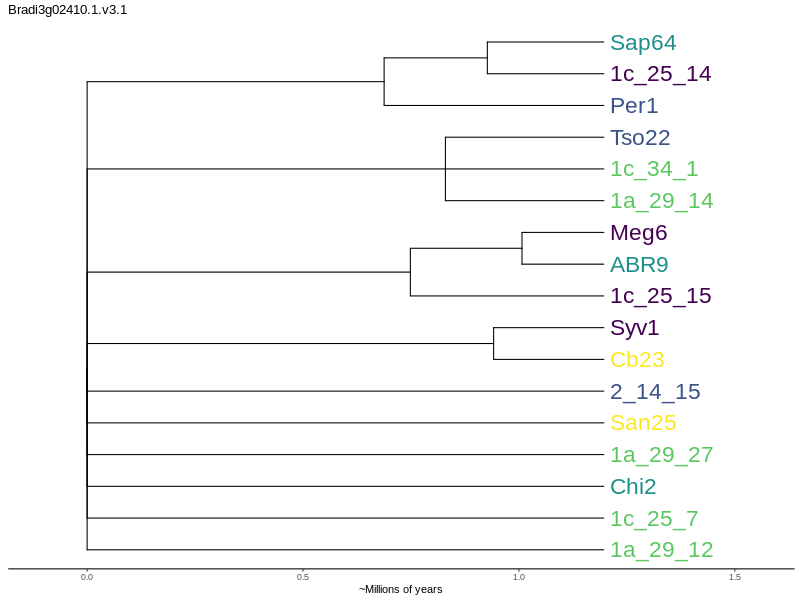 Bradi3g02410.1.v3.1
Sap64
1c_25_14
Per1
Tso22
1c_34_1
1a_29_14
Meg6
ABR9
1c_25_15
Syv1
Cb23
2_14_15
San25
1a_29_27
Chi2
1c_25_7
1a_29_12
0.0 0.5 1.0 1.5
~Millions of years